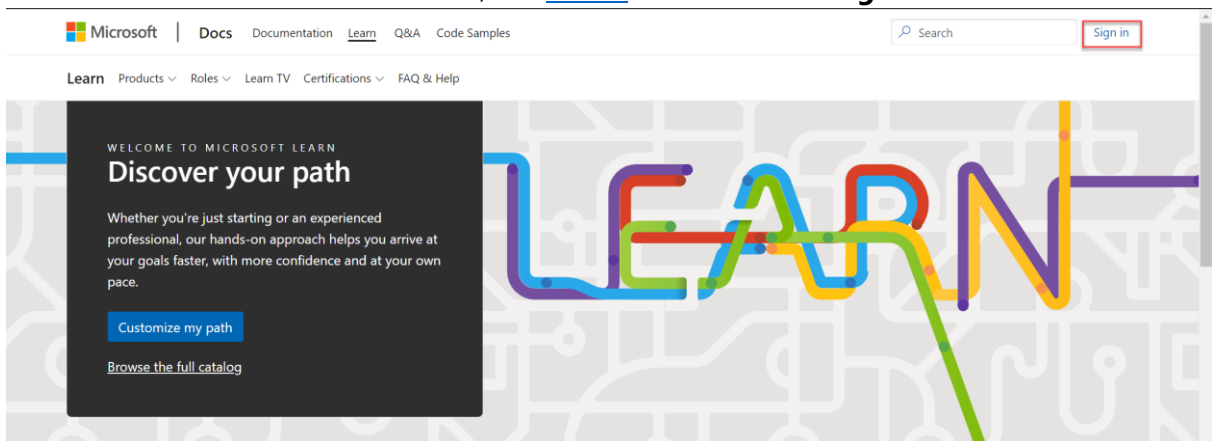 Microsoft | Docs Documentation Learn Q&A Code Samples Search Sign in
Learn Products Roles Learn TV Certifications FAQ & Help
WELCOME TO MICROSOFT LEARN
Discover your path
Whether you're just starting or an experienced
professional, our hands-on approach helps you arrive at
your goals faster, with more confidence and at your own
pace.
Customize my path
Browse the full catalog
LEARN